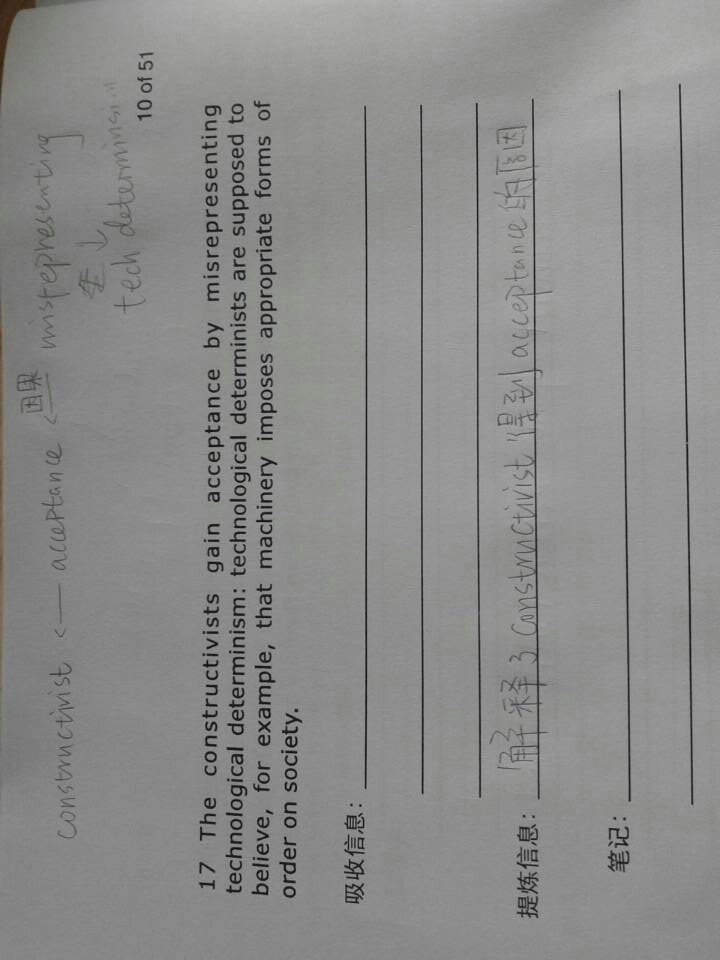 constructivist <— acceptance <因果 mistepresenting
歪↓
tech determinsim
10 of 51
17 The constructivists gain acceptance by misrepresenting
technological determinism: technological determinists are supposed to
believe, for example, that machinery imposes appropriate forms of
order on society.
吸收信息:
提炼信息: 解释了constructivist得到acceptance的原因
笔记: